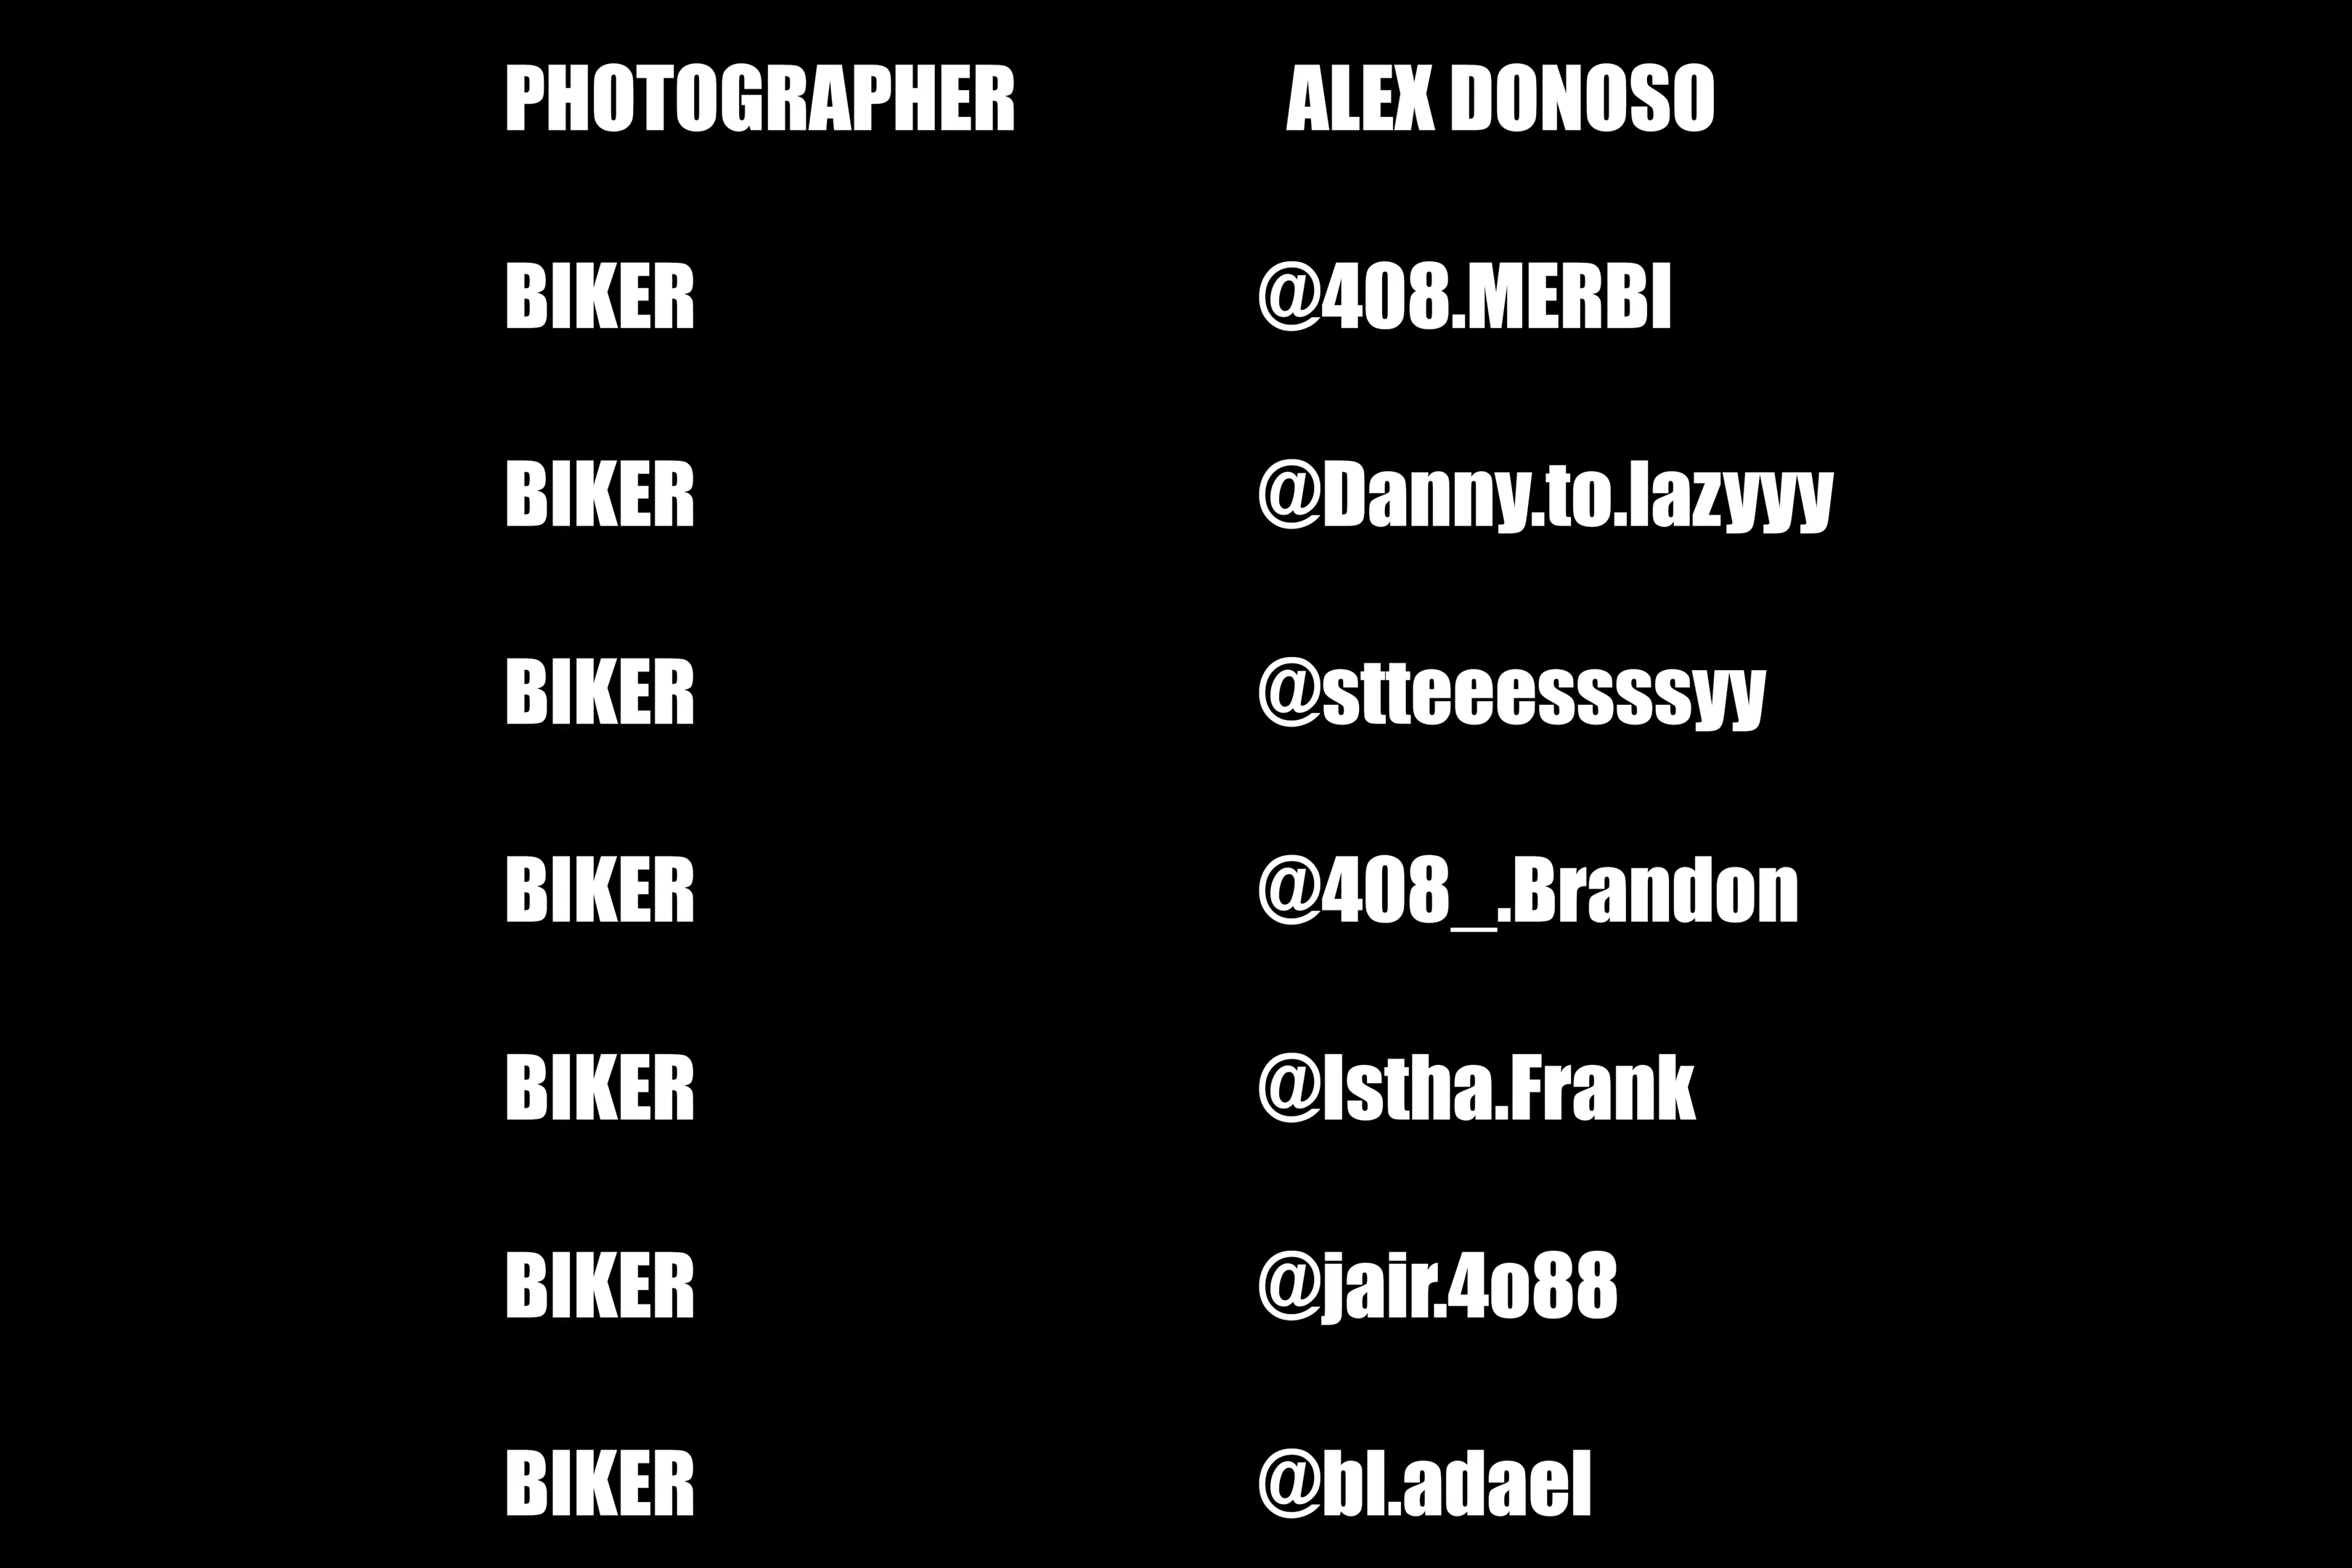 PHOTOGRAPHER ALEX DONOSO
BIKER @408.MERBI
BIKER @Danny.to.lazyyy
BIKER @stteeessssyy
BIKER @408_.Brandon
BIKER @Istha.Frank
BIKER @jair.4o88
BIKER @bl.adael